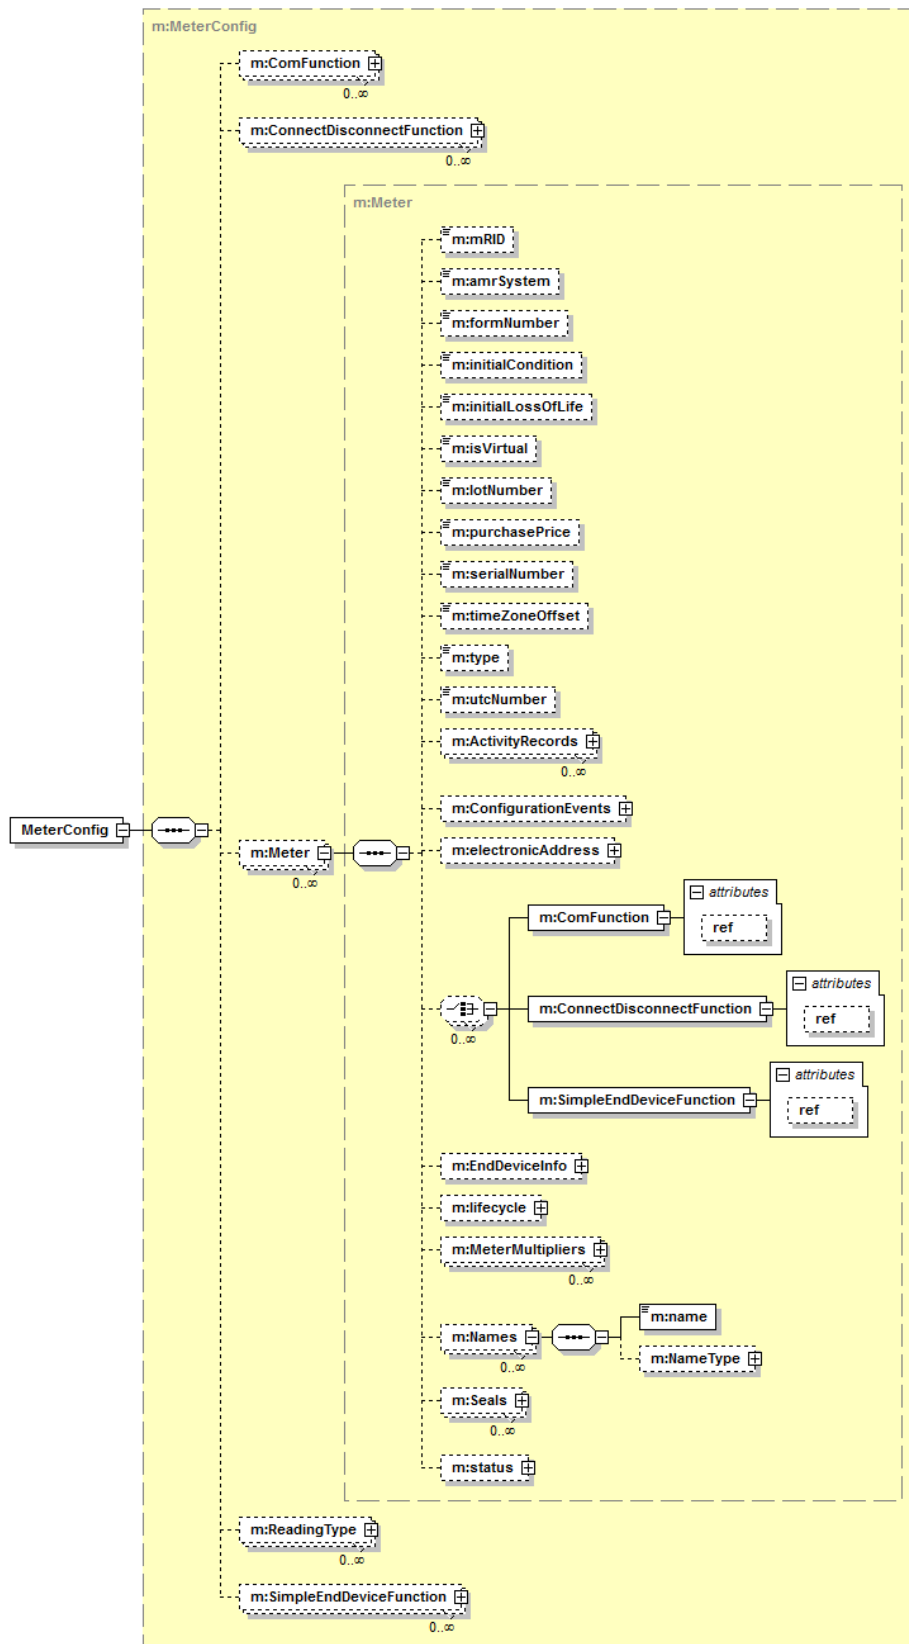 m:MeterConfig
m:ComFunction
0..∞
m:ConnectDisconnectFunction
0..∞
m:Meter
m:mRID
m:amrSystem
m:formNumber
m:initialCondition
m:initialLossOfLife
m:isVirtual
m:lotNumber
m:purchasePrice
m:serialNumber
m:timeZoneOffset
m:type
m:utcNumber
m:ActivityRecords
0..∞
m:ConfigurationEvents
MeterConfig
m:Meter
0..∞
m:electronicAddress
attributes
m:ComFunction
ref
attributes
m:ConnectDisconnectFunction
ref
0..∞
attributes
m:SimpleEndDeviceFunction
ref
m:EndDeviceInfo
m:lifecycle
m:MeterMultipliers
0..∞
m:name
m:Names
0..∞
m:NameType
m:Seals
0..∞
m:status
m:ReadingType
0..∞
m:SimpleEndDeviceFunction
0..∞